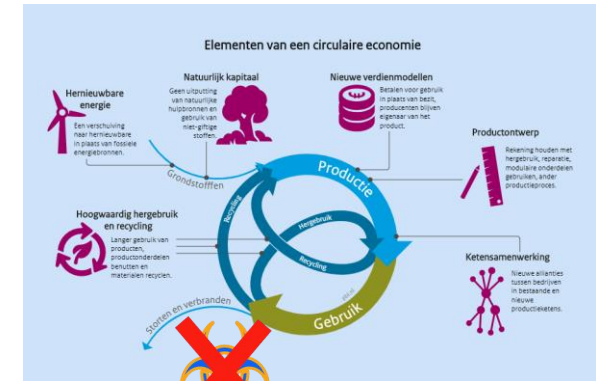 Elementen van een circulaire economie
Natuurlijk kapitaal
Geen uitputting
van natuurlijke
hulpbronnen en
gebruik van
niet-giftige
stoffen.
Nieuwe verdienmodellen
Betalen voor gebruik
in plaats van bezit,
producenten blijven
eigenaar van het
product.
Hernieuwbare
energie
Een verschuiving
naar hernieuwbare
in plaats van fossiele
energiebronnen.
Productontwerp
Rekening houden met
hergebruik, reparatie,
modulaire onderdelen
gebruiken, ander
productieproces.
Grondstofffen
Productie
Recycling
Hergebruik
Recycling
Hoogwaardig hergebruik
en recycling
Langer gebruik van
producten,
productonderdelen
benutten en
materialen recyclen.
Ketensamenwerking
Nieuwe allianties
tussen bedrijven
in bestaande en
nieuwe
productieketens.
Gebruik
Storten en verbranden